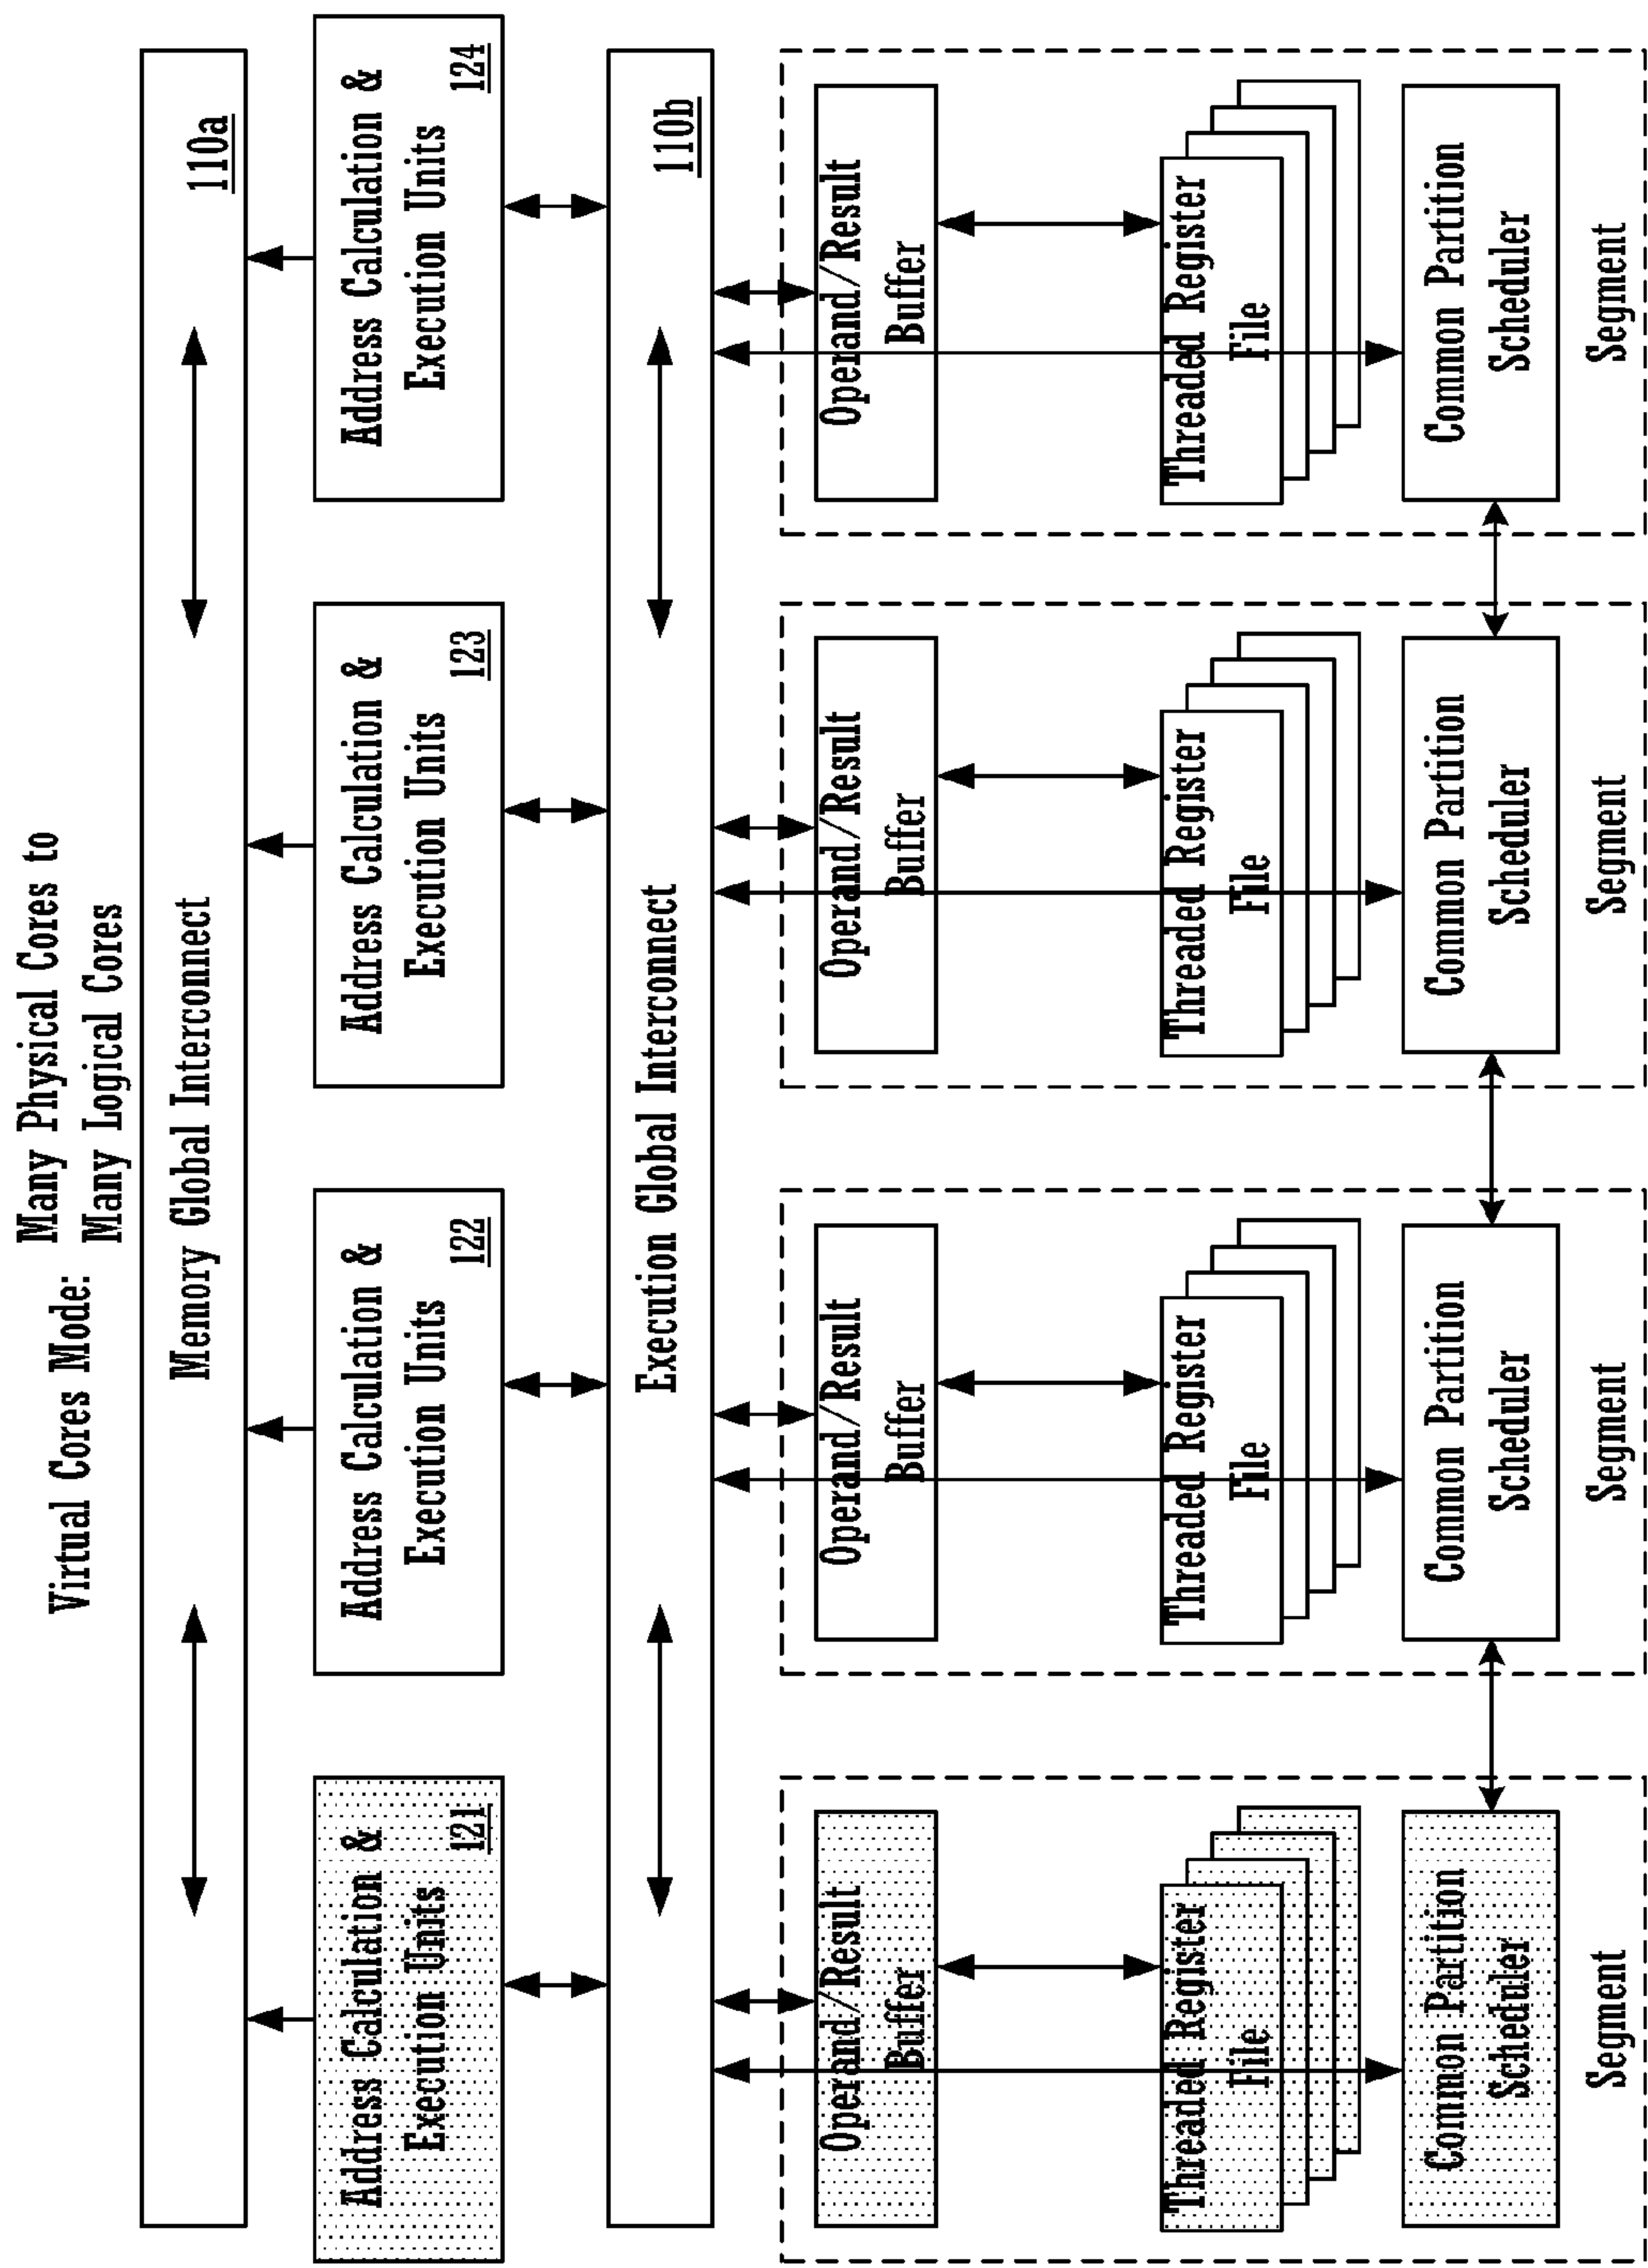 Virtual Cores Mode: Many Physical Cores to
Many Logical Cores
Memory Global Interconnect
110a
Address Calculation &
Execution Units
121
Address Calculation &
Execution Units
122
Address Calculation &
Execution Units
123
Address Calculation &
Execution Units
124
Execution Global Interconnect
110b
Operand/Result
Buffer
Threaded Register
File
Common Partition
Scheduler
Segment
Operand/Result
Buffer
Threaded Register
File
Common Partition
Scheduler
Segment
Operand/Result
Buffer
Threaded Register
File
Common Partition
Scheduler
Segment
Operand/Result
Buffer
Threaded Register
File
Common Partition
Scheduler
Segment